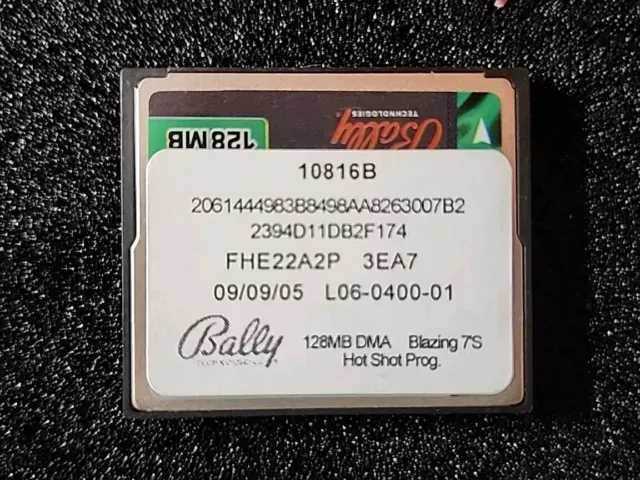 128MB
Bally
TECHNOLOGIES
10816B
2061444983B8498AA8263007B2
2394D11DB2F174
FHE22A2P 3EA7
09/09/05 L06-0400-01
Bally
TECHNOLOGIES
128MB DMA Blazing 7'S
Hot Shot Prog.